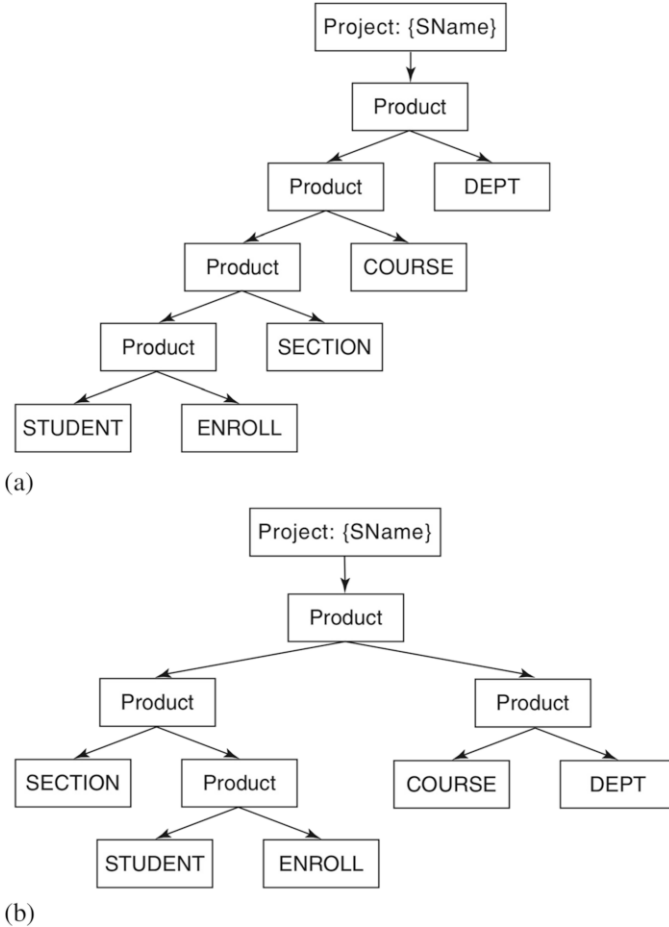 Project: {SName}
Product
Product
DEPT
Product
COURSE
Product
SECTION
STUDENT
ENROLL
(a)
Project: {SName}
Product
Product
Product
SECTION
Product
COURSE
DEPT
STUDENT
ENROLL
(b)